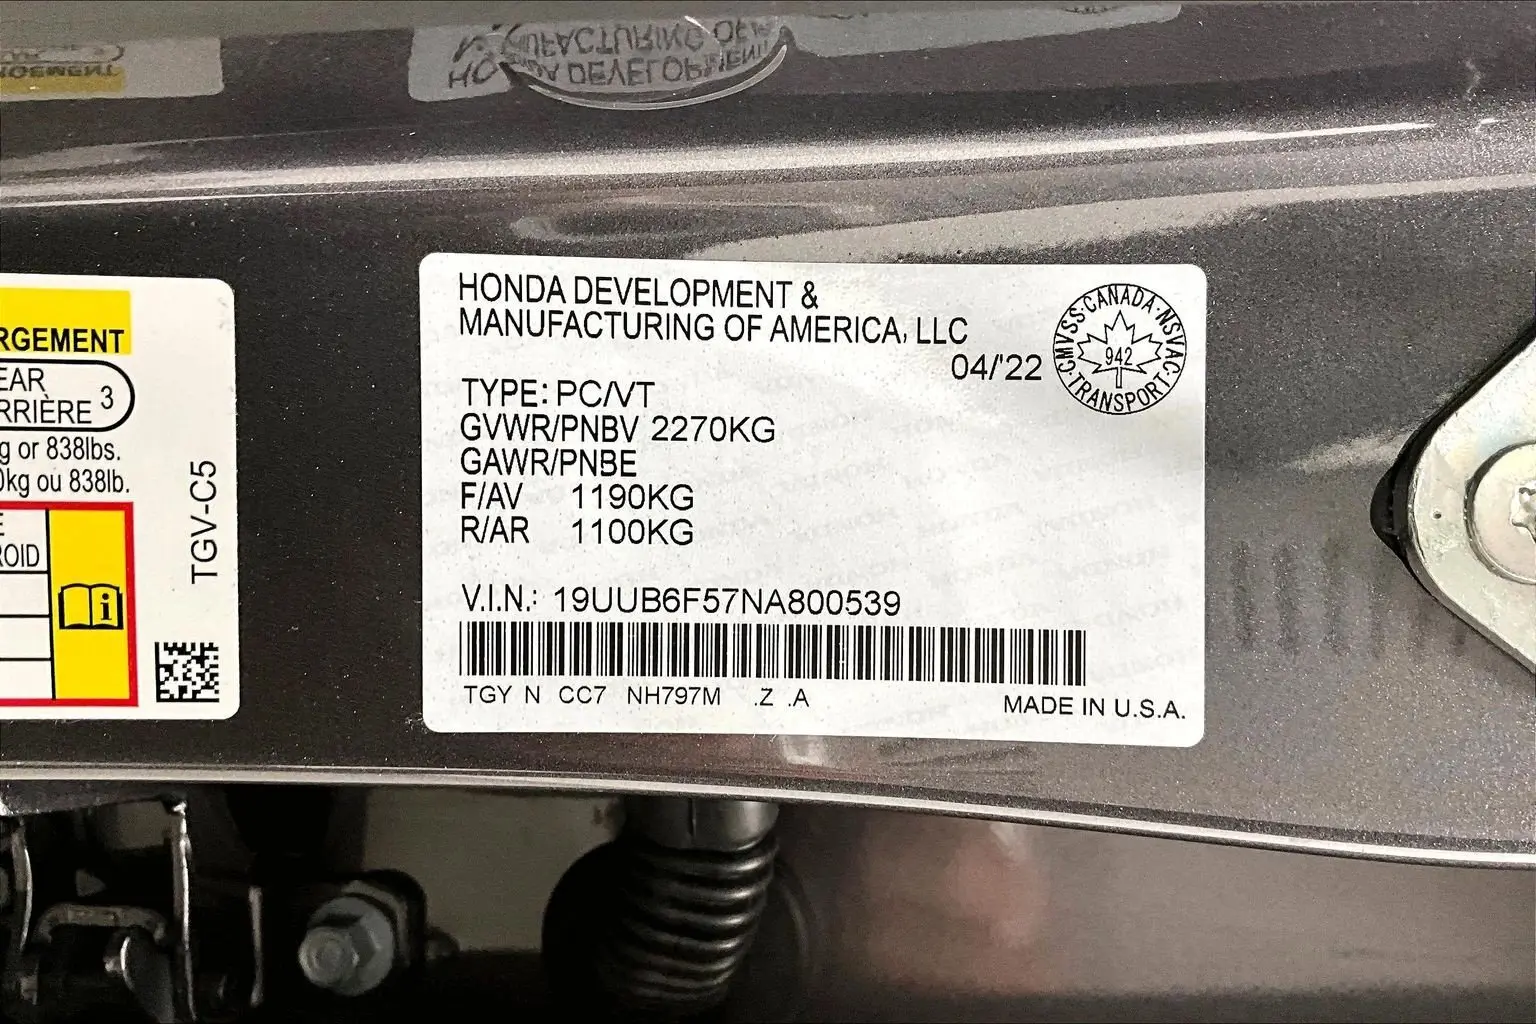 RGEMENT
EAR
RRIÈRE 3
g or 838lbs.
0kg ou 838lb.
E
ROID
TGV-C5
HONDA DEVELOPMENT &
MANUFACTURING OF AMERICA, LLC
04/'22
CMVSS·CANADA·NSVAC·TRANSPORT·
942
TYPE: PC/VT
GVWR/PNBV 2270KG
GAWR/PNBE
F/AV 1190KG
R/AR 1100KG
V.I.N.: 19UUB6F57NA800539
TGY N CC7 NH797M .Z .A
MADE IN U.S.A.